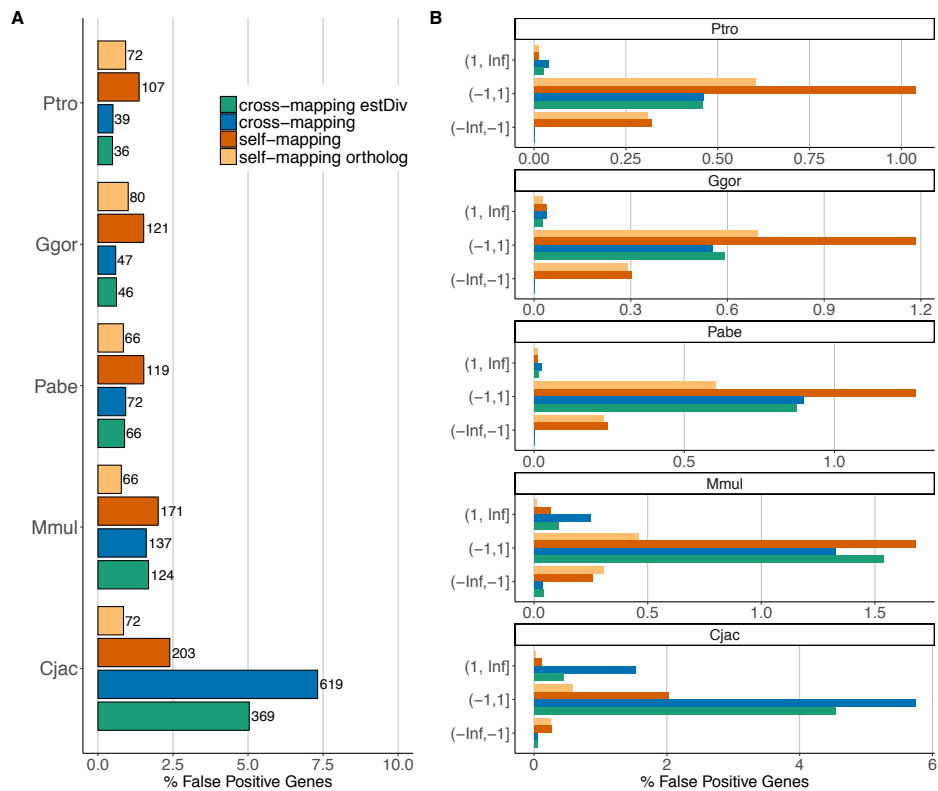 A
Ptro
72
107
39
36
cross−mapping estDiv
cross−mapping
self−mapping
self−mapping ortholog
Ggor
80
121
47
46
Pabe
66
119
72
66
Mmul
66
171
137
124
Cjac
72
203
619
369
0.0 2.5 5.0 7.5 10.0
% False Positive Genes
B
Ptro
(1, Inf]
(−1,1]
(−Inf,−1]
0.00 0.25 0.50 0.75 1.00
Ggor
(1, Inf]
(−1,1]
(−Inf,−1]
0.0 0.3 0.6 0.9 1.2
Pabe
(1, Inf]
(−1,1]
(−Inf,−1]
0.0 0.5 1.0
Mmul
(1, Inf]
(−1,1]
(−Inf,−1]
0.0 0.5 1.0 1.5
Cjac
(1, Inf]
(−1,1]
(−Inf,−1]
0 2 4 6
% False Positive Genes